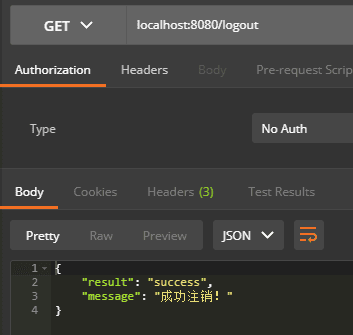 GET localhost:8080/logout
Authorization Headers Body Pre-request Scrip
Type No Auth
Body Cookies Headers (3) Test Results
Pretty Raw Preview JSON
1 {
2 "result": "success",
3 "message": "成功注销！"
4 }